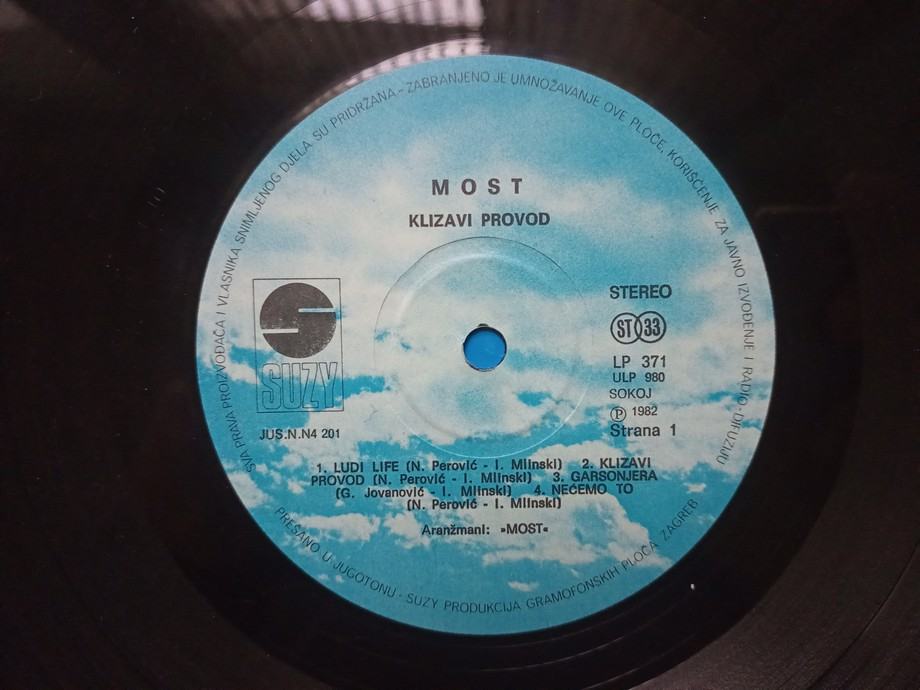 SVA PRAVA PROIZVOĐAČA I VLASNIKA SNIMLJENOG DJELA SU PRIDRŽANA - ZABRANJENO JE UMNOŽAVANJE OVE PLOČE, KORIŠĆENJE ZA JAVNO IZVOĐENJE I RADIO-DIFUZIJU
MOST
KLIZAVI PROVOD
STEREO
ST 33
LP 371
ULP 980
SOKOJ
Ⓟ 1982
Strana 1
SUZY
JUS.N.N4 201
1. LUDI LIFE (N. Perović - I. Mlinski) 2. KLIZAVI
PROVOD (N. Perović - I. Mlinski) 3. GARSONJERA
(G. Jovanović - I. Mlinski) 4. NEĆEMO TO
(N. Perović - I. Mlinski)
Aranžmani: »MOST«
PREŠANO U JUGOTONU - SUZY PRODUKCIJA GRAMOFONSKIH PLOČA ZAGREB